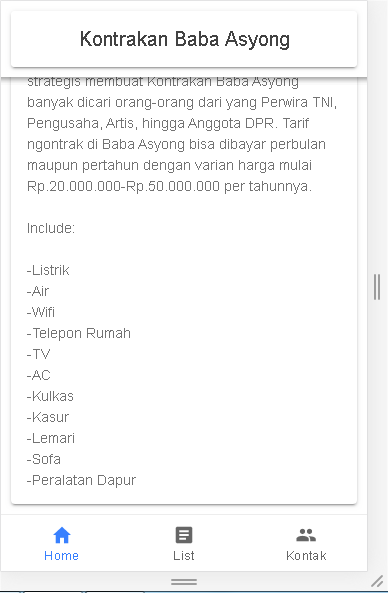 Kontrakan Baba Asyong
strategis membuat Kontrakan Baba Asyong
banyak dicari orang-orang dari yang Perwira TNI,
Pengusaha, Artis, hingga Anggota DPR. Tarif
ngontrak di Baba Asyong bisa dibayar perbulan
maupun pertahun dengan varian harga mulai
Rp.20.000.000-Rp.50.000.000 per tahunnya.
Include:
-Listrik
-Air
-Wifi
-Telepon Rumah
-TV
-AC
-Kulkas
-Kasur
-Lemari
-Sofa
-Peralatan Dapur
Home
List
Kontak